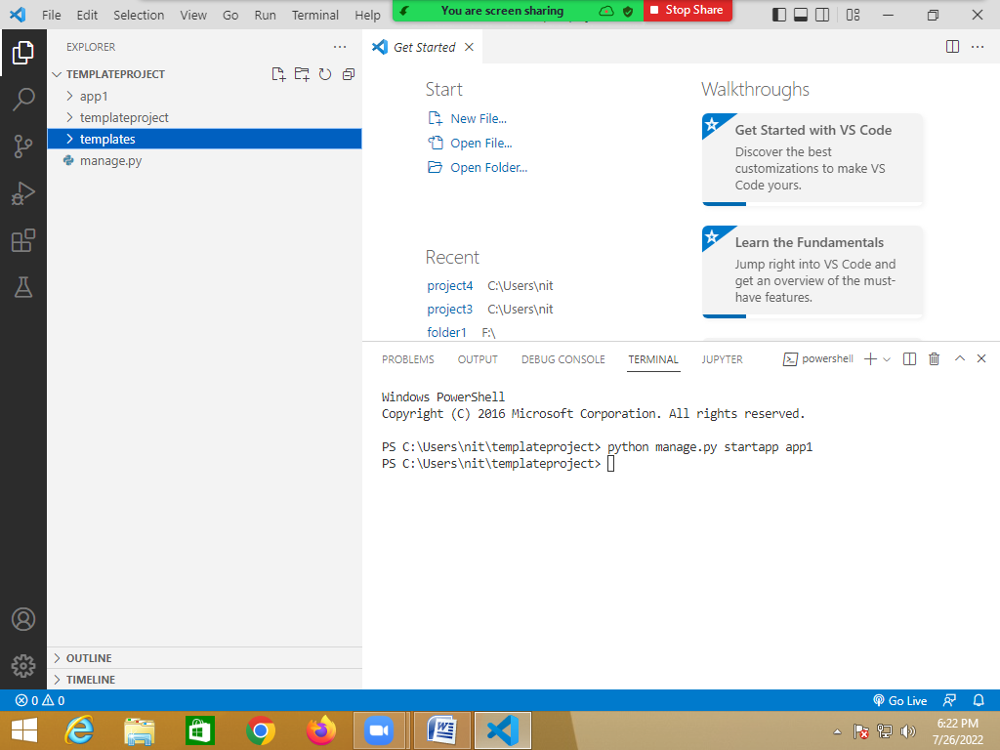 File Edit Selection View Go Run Terminal Help You are screen sharing Stop Share
EXPLORER
TEMPLATEPROJECT
app1
templateproject
templates
manage.py
OUTLINE
TIMELINE
Get Started
Start
New File...
Open File...
Open Folder...
Recent
project4 C:\Users\nit
project3 C:\Users\nit
folder1 F:\
Walkthroughs
Get Started with VS Code
Discover the best
customizations to make VS
Code yours.
Learn the Fundamentals
Jump right into VS Code and
get an overview of the must-
have features.
PROBLEMS OUTPUT DEBUG CONSOLE TERMINAL JUPYTER powershell
Windows PowerShell
Copyright (C) 2016 Microsoft Corporation. All rights reserved.
PS C:\Users\nit\templateproject> python manage.py startapp app1
PS C:\Users\nit\templateproject>
0 0 Go Live
6:22 PM
7/26/2022